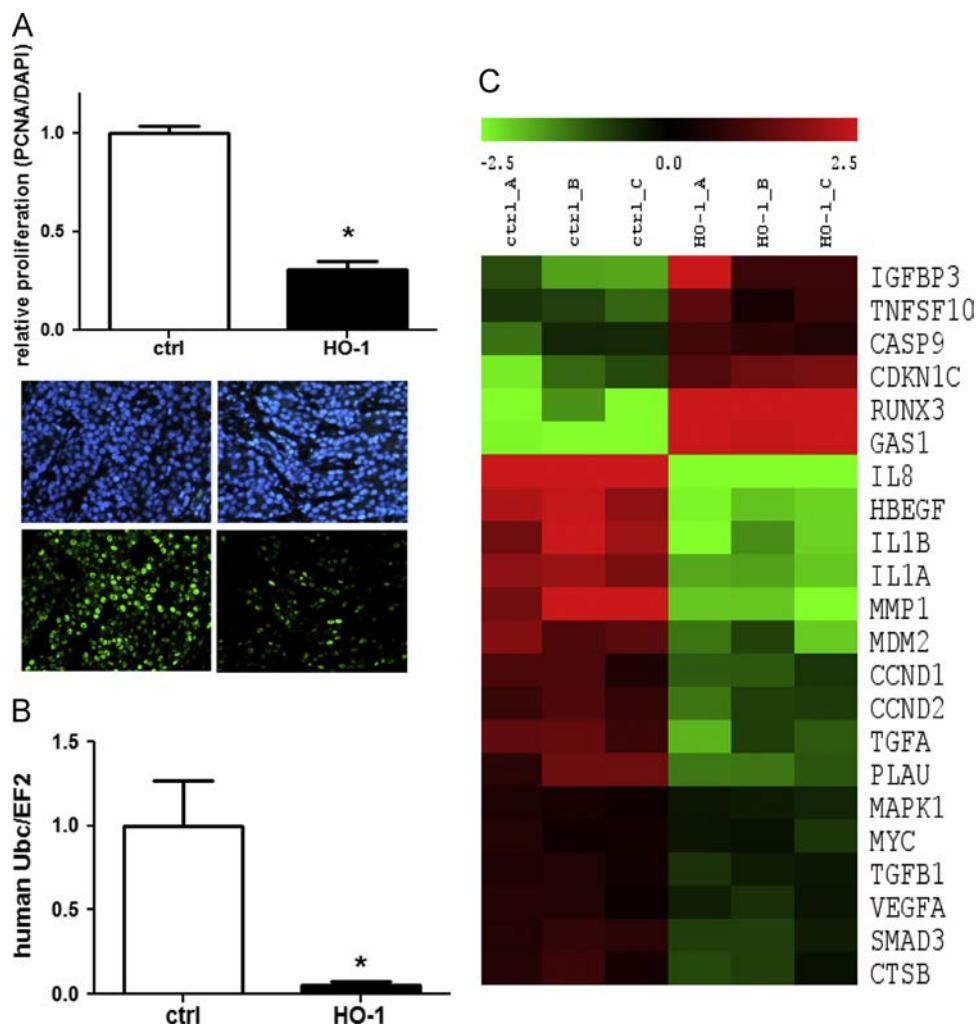 A
relative proliferation (PCNA/DAPI)
1.0
0.5
0.0
*
ctrl
HO-1
B
human Ubc/EF2
1.5
1.0
0.5
0.0
*
ctrl
HO-1
C
-2.5
0.0
2.5
ctrl_A
ctrl_B
ctrl_C
HO-1_A
HO-1_B
HO-1_C
IGFBP3
TNFSF10
CASP9
CDKN1C
RUNX3
GAS1
IL8
HBEGF
IL1B
IL1A
MMP1
MDM2
CCND1
CCND2
TGFA
PLAU
MAPK1
MYC
TGFB1
VEGFA
SMAD3
CTSB